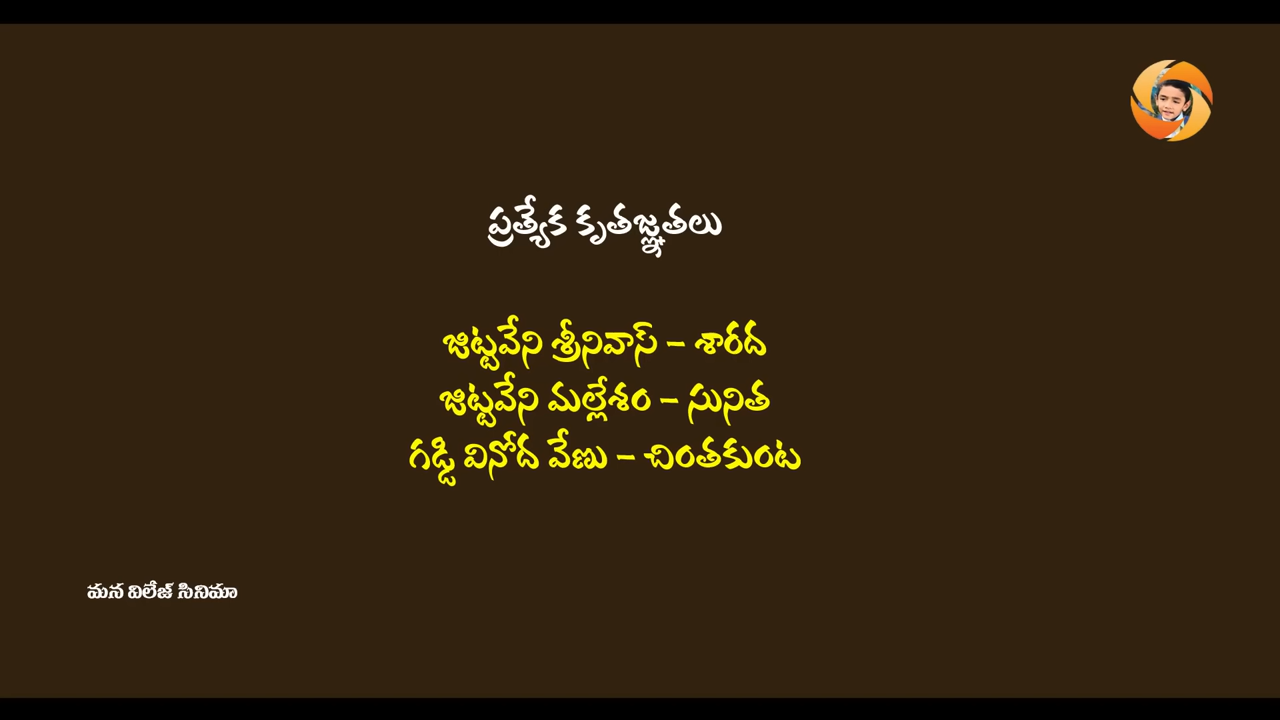 ప్రత్యేక కృతజ్ఞతలు
జిట్టవేని శ్రీనివాస్ – శారద
జిట్టవేని మల్లేశం – సునిత
గడ్డి వినోద వేణు – చింతకుంట
మన విలేజ్ సినిమా